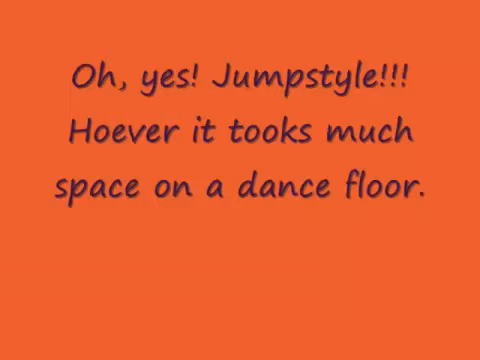 Oh, yes! Jumpstyle!!!
Hoever it tooks much
space on a dance floor.